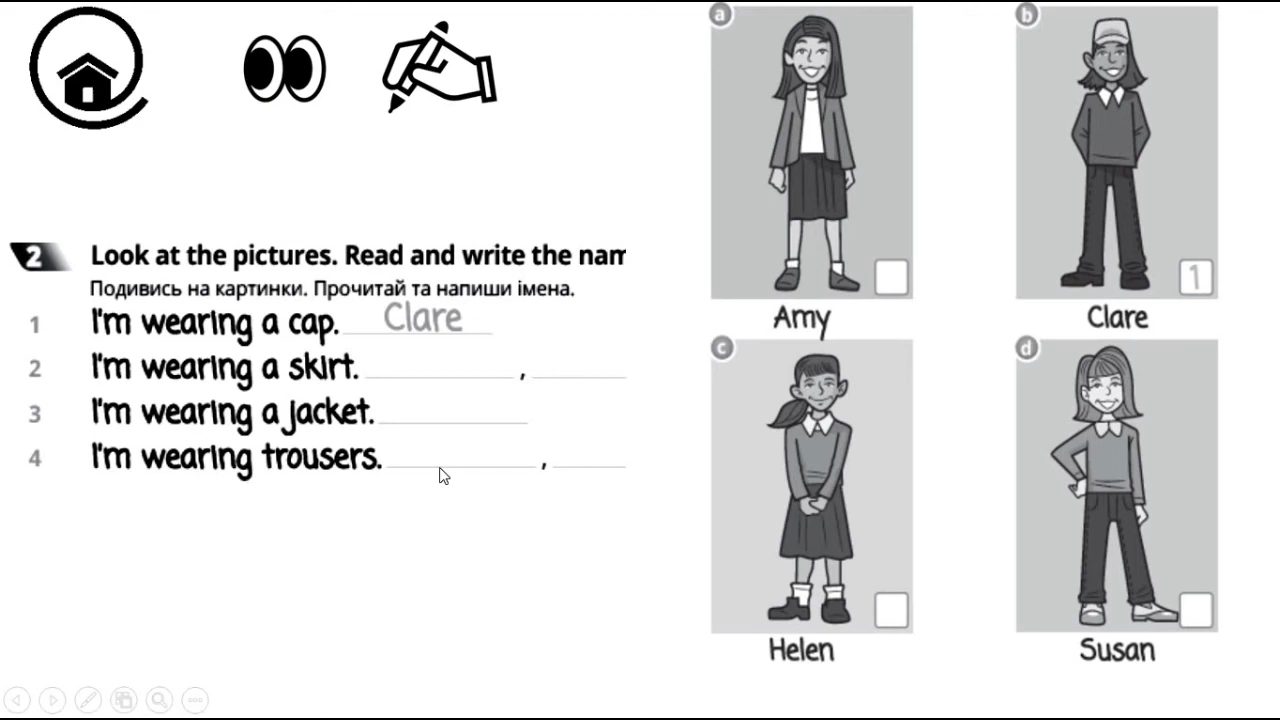 2 Look at the pictures. Read and write the nam
Подивись на картинки. Прочитай та напиши імена.
1 I'm wearing a cap. Clare
2 I'm wearing a skirt. ,
3 I'm wearing a jacket.
4 I'm wearing trousers. ,
a
Amy
b
1
Clare
c
Helen
d
Susan